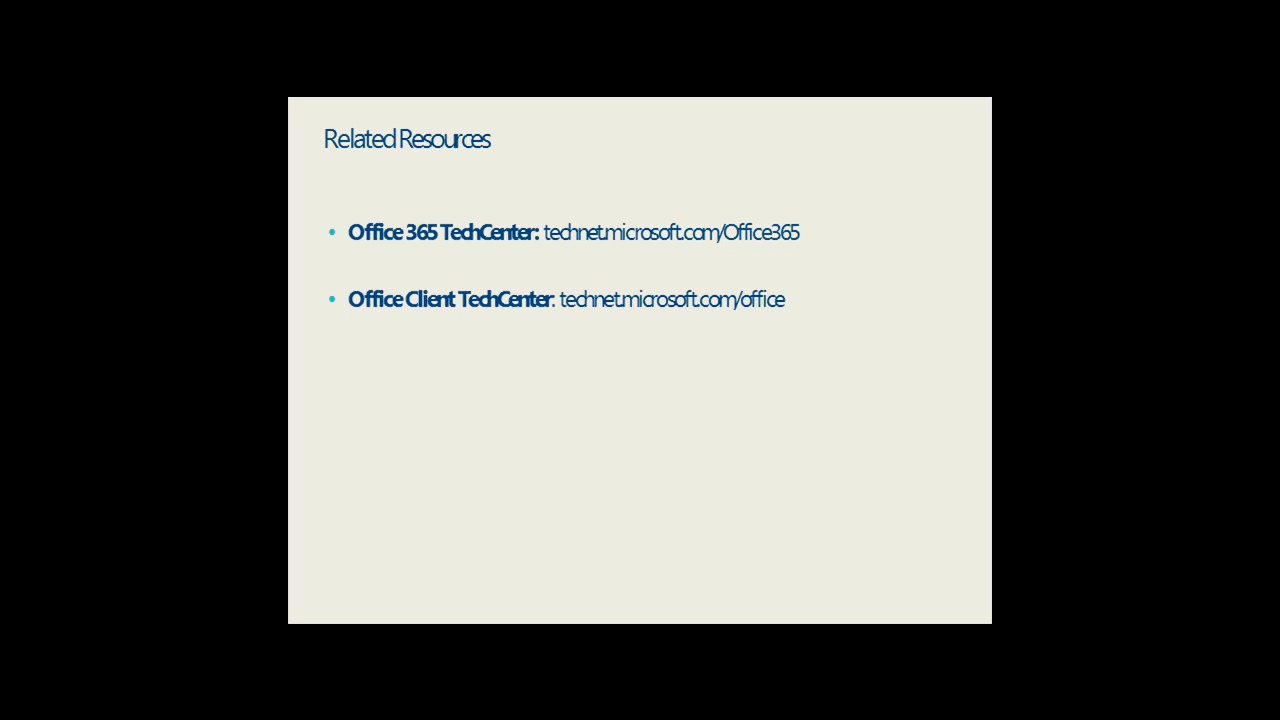 Related Resources
• Office 365 TechCenter: technet.microsoft.com/Office365
• Office Client TechCenter: technet.microsoft.com/office